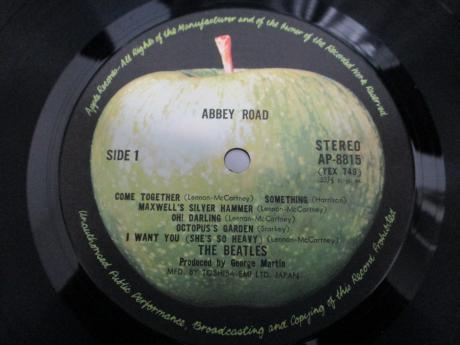 Apple Records-All Rights of the Manufacturer and of the Owner of the Recorded Work Reserved
ABBEY ROAD
SIDE 1
STEREO
AP-8815
(YEX 749)
COME TOGETHER (Lennon-McCartney) SOMETHING (Harrison)
MAXWELL'S SILVER HAMMER (Lennon-McCartney)
OH! DARLING (Lennon-McCartney)
OCTOPUS'S GARDEN (Starkey)
I WANT YOU (SHE'S SO HEAVY) (Lennon-McCartney)
THE BEATLES
Produced by George Martin
MFD. BY TOSHIBA EMI LTD. JAPAN
Unauthorised Public Performance, Broadcasting and Copying of this Record Prohibited